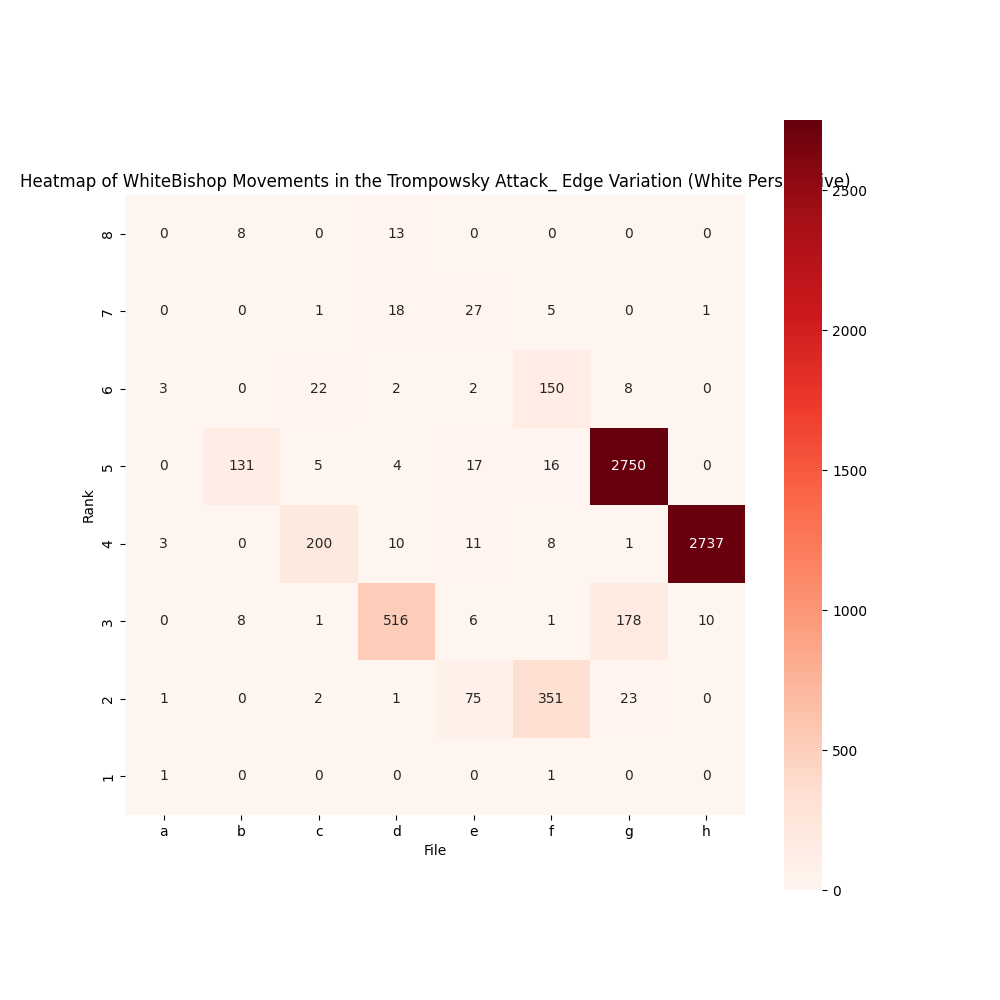 Heatmap of WhiteBishop Movements in the Trompowsky Attack_ Edge Variation (White Pers ive)
8 0 8 0 13 0 0 0 0
7 0 0 1 18 27 5 0 1
6 3 0 22 2 2 150 8 0
5 0 131 5 4 17 16 2750 0
4 3 0 200 10 11 8 1 2737
3 0 8 1 516 6 1 178 10
2 1 0 2 1 75 351 23 0
1 1 0 0 0 0 1 0 0
a b c d e f g h
Rank
File
2500
2000
1500
1000
500
0